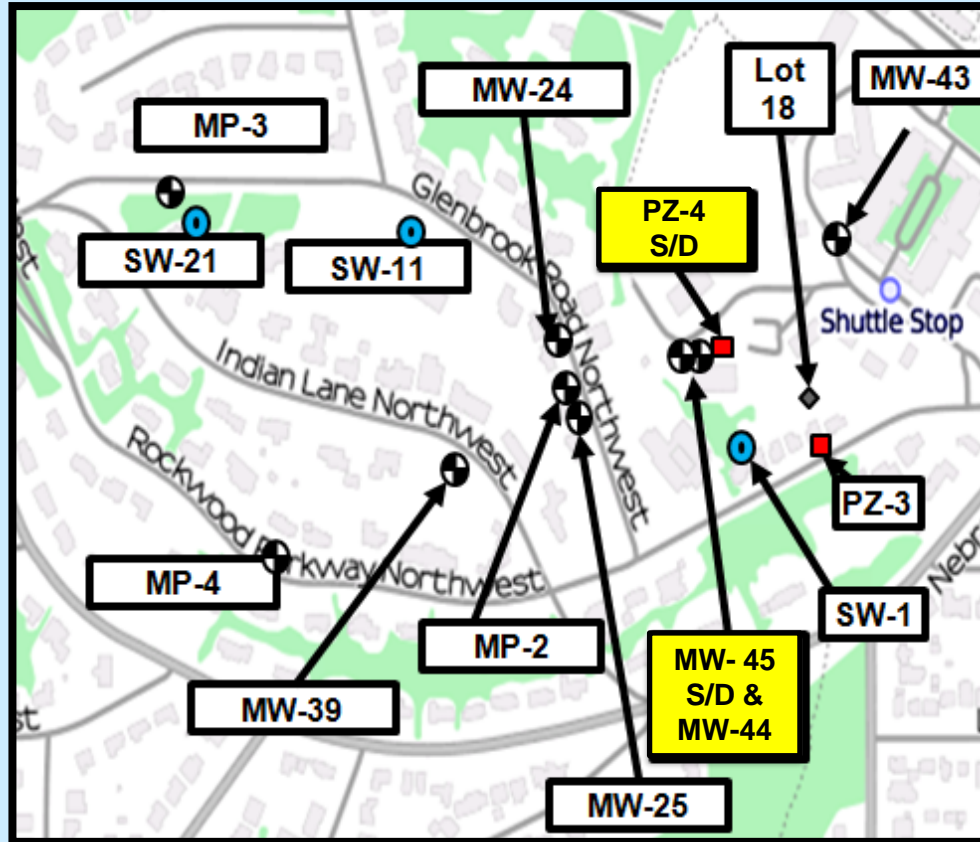 MW-24
Lot
18
MW-43
MP-3
Glenbrook Road Northwest
PZ-4
S/D
SW-21
SW-11
Shuttle Stop
Indian Lane Northwest
Rockwood Parkway Northwest
PZ-3
MP-4
SW-1
MP-2
MW- 45
S/D &
MW-44
MW-39
MW-25